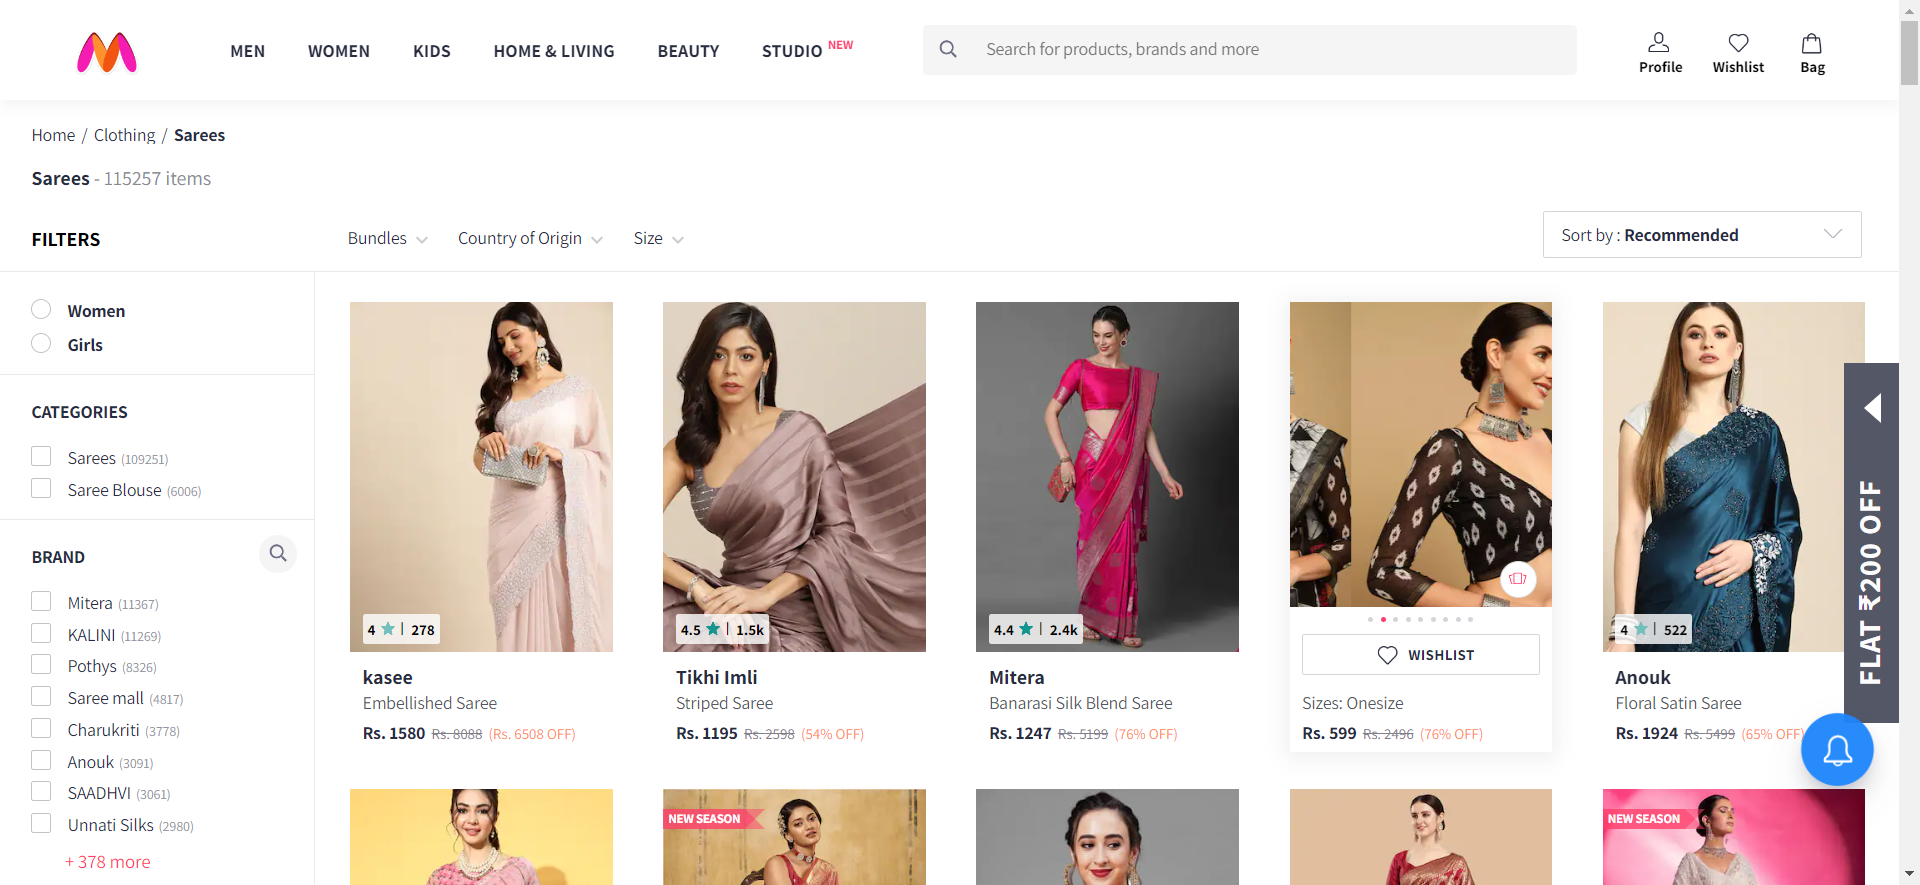 MEN WOMEN KIDS HOME & LIVING BEAUTY STUDIO NEW
Search for products, brands and more
Profile Wishlist Bag
Home / Clothing / Sarees
Sarees - 115257 items
FILTERS
Bundles Country of Origin Size
Sort by : Recommended
Women
Girls
CATEGORIES
Sarees (109251)
Saree Blouse (6006)
BRAND
Mitera (11367)
KALINI (11269)
Pothys (8326)
Saree mall (4817)
Charukriti (3778)
Anouk (3091)
SAADHVI (3061)
Unnati Silks (2980)
+ 378 more
4 | 278
kasee
Embellished Saree
Rs. 1580 Rs. 8088 (Rs. 6508 OFF)
4.5 | 1.5k
Tikhi Imli
Striped Saree
Rs. 1195 Rs. 2598 (54% OFF)
4.4 | 2.4k
Mitera
Banarasi Silk Blend Saree
Rs. 1247 Rs. 5199 (76% OFF)
WISHLIST
Sizes: Onesize
Rs. 599 Rs. 2496 (76% OFF)
4 | 522
Anouk
Floral Satin Saree
Rs. 1924 Rs. 5499 (65% OFF)
FLAT ₹200 OFF
NEW SEASON
NEW SEASON